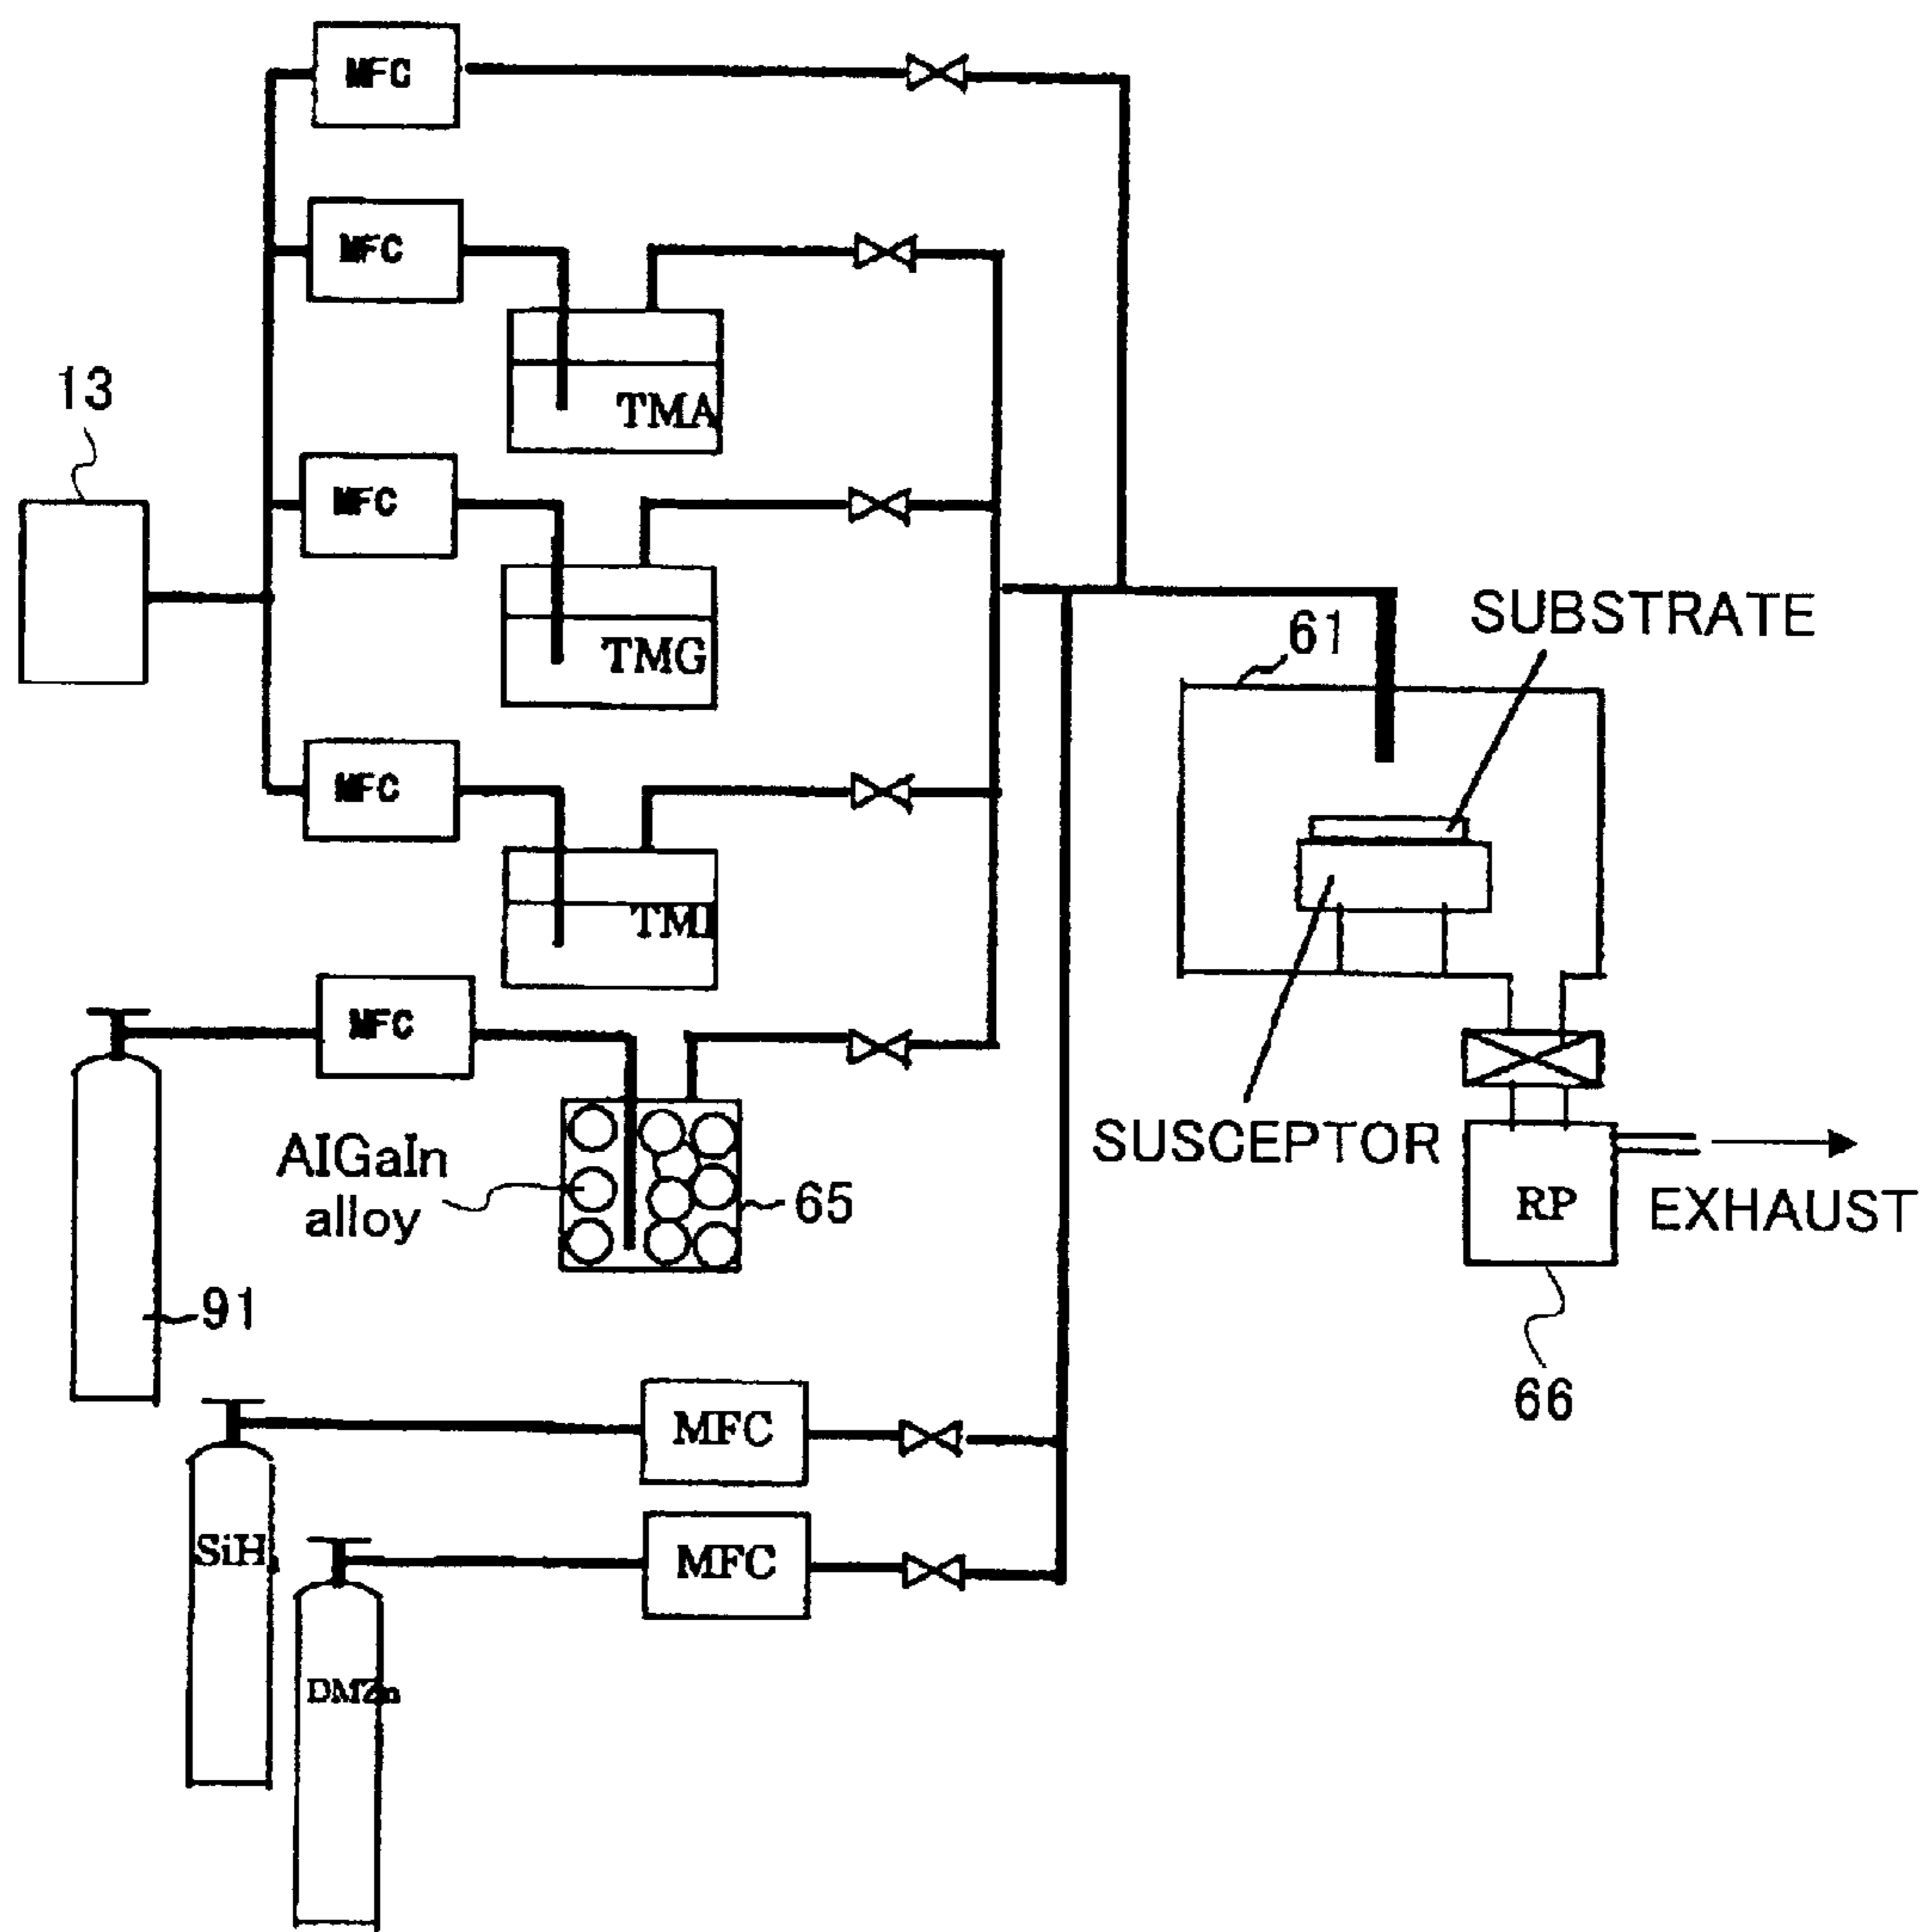 MFC
MFC
TMA
13
MFC
TMG
SUBSTRATE
61
MFC
TMI
MFC
AlGaIn
alloy
65
SUSCEPTOR
RP
EXHAUST
91
66
MFC
SiH
MFC
DMZn